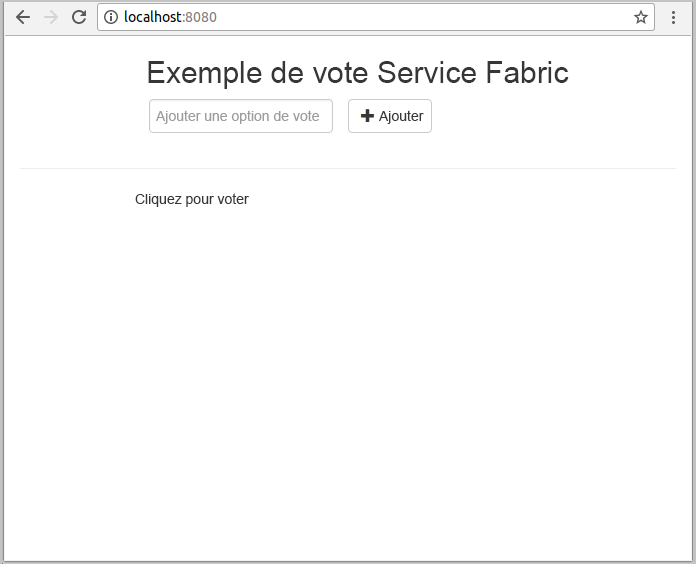 localhost:8080
Exemple de vote Service Fabric
Ajouter une option de vote
Ajouter
Cliquez pour voter